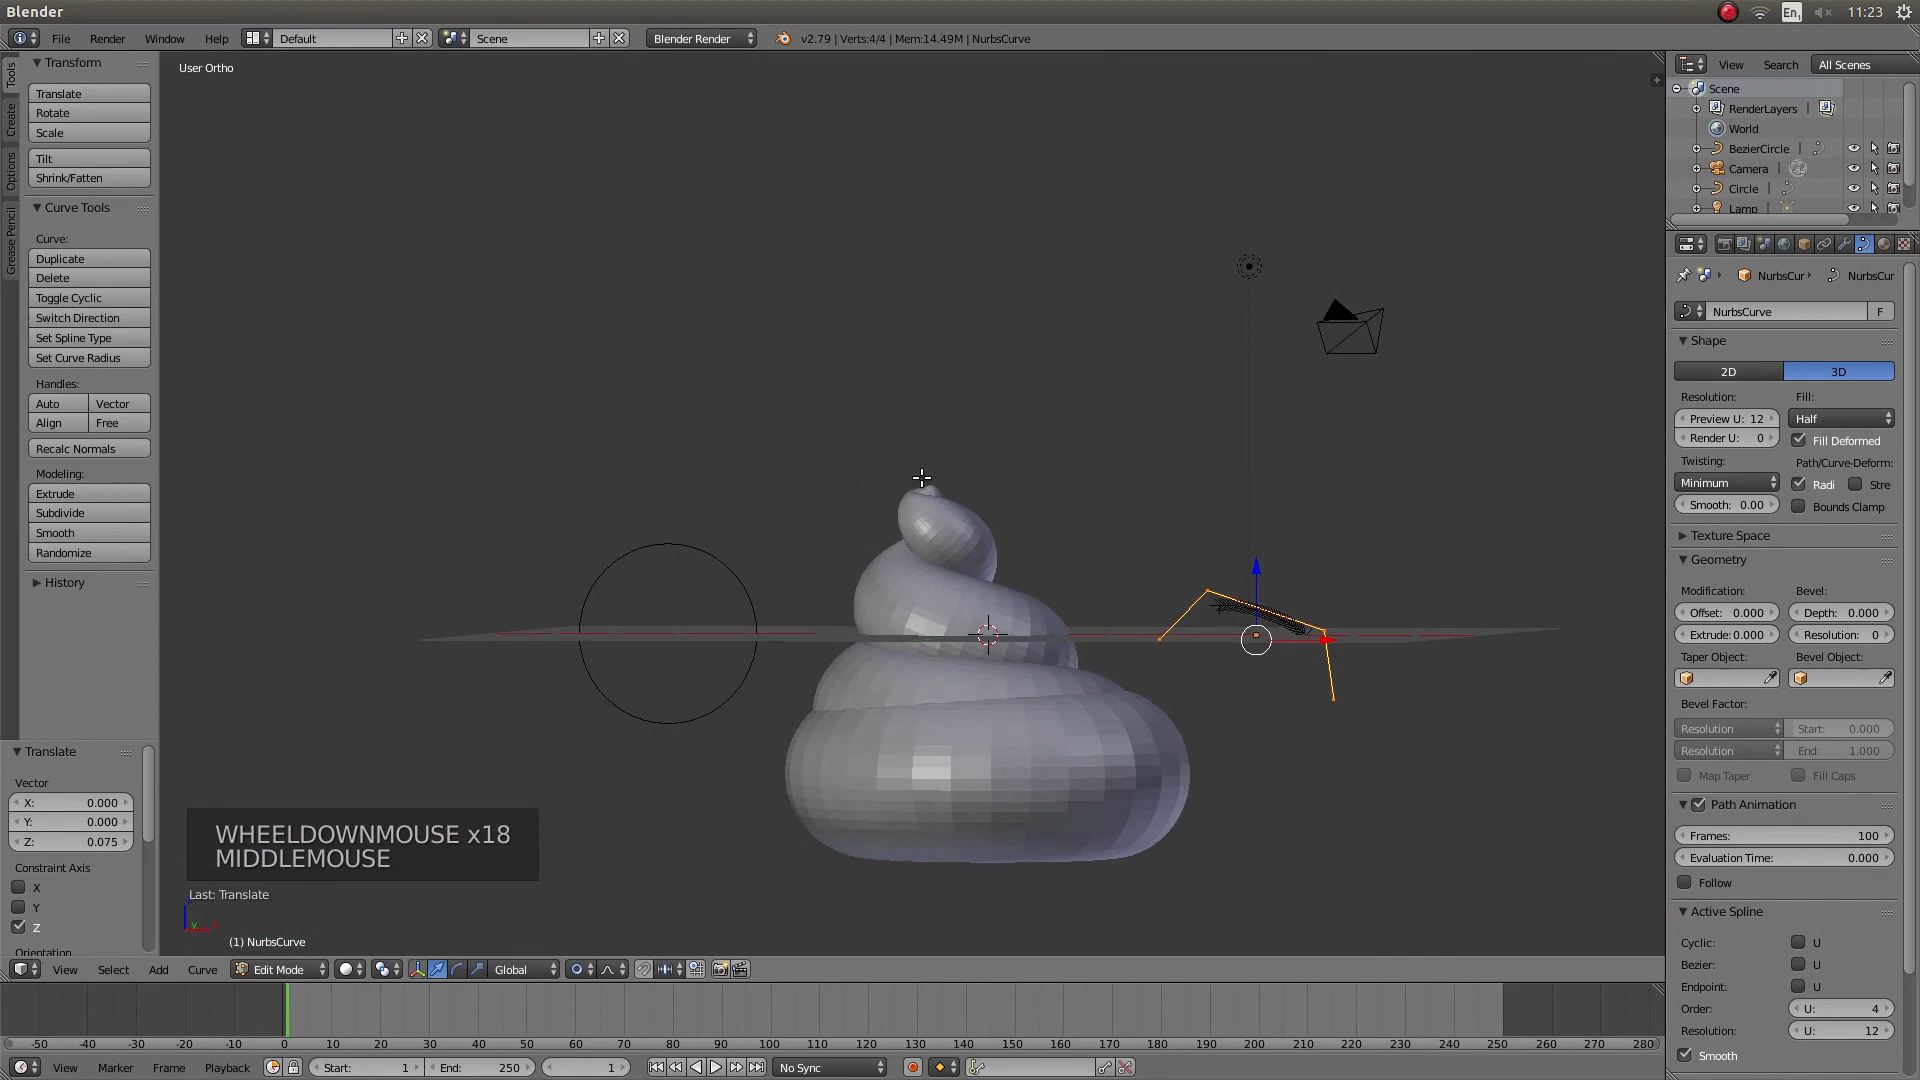 Blender
En1 11:23
File Render Window Help Default Scene Blender Render v2.79 | Verts:4/4 | Mem:14.49M | NurbsCurve
User Ortho
Tools
Create
Options
Grease Pencil
Transform
Translate
Rotate
Scale
Tilt
Shrink/Fatten
Curve Tools
Curve:
Duplicate
Delete
Toggle Cyclic
Switch Direction
Set Spline Type
Set Curve Radius
Handles:
Auto Vector
Align Free
Recalc Normals
Modeling:
Extrude
Subdivide
Smooth
Randomize
History
Translate
Vector
X: 0.000
Y: 0.000
Z: 0.075
Constraint Axis
X
Y
Z
Orientation
WHEELDOWNMOUSE x18
MIDDLEMOUSE
Last: Translate
(1) NurbsCurve
View Search All Scenes
Scene
RenderLayers
World
BezierCircle
Camera
Circle
Lamp
NurbsCur NurbsCur
NurbsCurve F
Shape
2D 3D
Resolution: Fill:
Preview U: 12 Half
Render U: 0 Fill Deformed
Twisting: Path/Curve-Deform:
Minimum Radi Stre
Smooth: 0.00 Bounds Clamp
Texture Space
Geometry
Modification: Bevel:
Offset: 0.000 Depth: 0.000
Extrude: 0.000 Resolution: 0
Taper Object: Bevel Object:
Bevel Factor:
Resolution Start: 0.000
Resolution End: 1.000
Map Taper Fill Caps
Path Animation
Frames: 100
Evaluation Time: 0.000
Follow
Active Spline
Cyclic: U
Bezier: U
Endpoint: U
Order: U: 4
Resolution: U: 12
Smooth
View Select Add Curve Edit Mode Global
-50 -40 -30 -20 -10 0 10 20 30 40 50 60 70 80 90 100 110 120 130 140 150 160 170 180 190 200 210 220 230 240 250 260 270 280
View Marker Frame Playback Start: 1 End: 250 1 No Sync